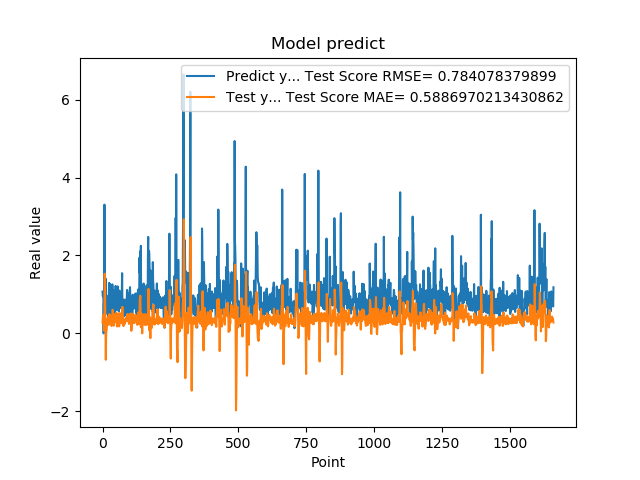 Model predict
Predict y... Test Score RMSE= 0.784078379899
Test y... Test Score MAE= 0.5886970213430862
Real value
6
4
2
0
−2
0 250 500 750 1000 1250 1500
Point